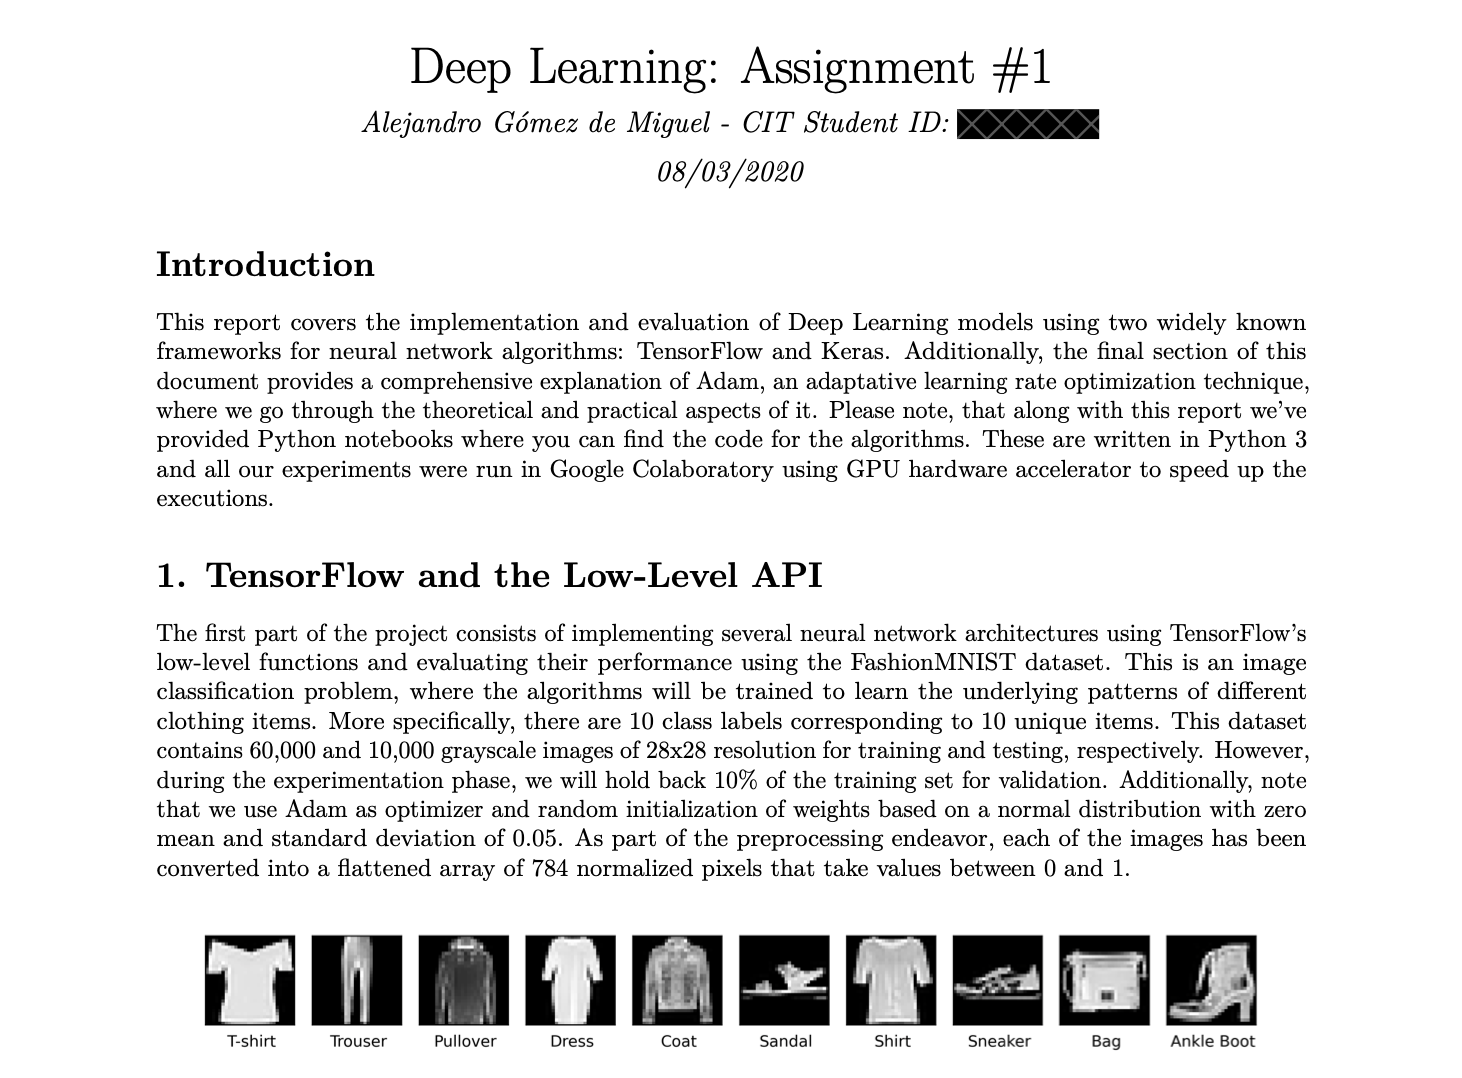 Deep Learning: Assignment #1
Alejandro Gómez de Miguel - CIT Student ID:
08/03/2020
Introduction
This report covers the implementation and evaluation of Deep Learning models using two widely known
frameworks for neural network algorithms: TensorFlow and Keras. Additionally, the final section of this
document provides a comprehensive explanation of Adam, an adaptative learning rate optimization technique,
where we go through the theoretical and practical aspects of it. Please note, that along with this report we've
provided Python notebooks where you can find the code for the algorithms. These are written in Python 3
and all our experiments were run in Google Colaboratory using GPU hardware accelerator to speed up the
executions.
1. TensorFlow and the Low-Level API
The first part of the project consists of implementing several neural network architectures using TensorFlow's
low-level functions and evaluating their performance using the FashionMNIST dataset. This is an image
classification problem, where the algorithms will be trained to learn the underlying patterns of different
clothing items. More specifically, there are 10 class labels corresponding to 10 unique items. This dataset
contains 60,000 and 10,000 grayscale images of 28x28 resolution for training and testing, respectively. However,
during the experimentation phase, we will hold back 10% of the training set for validation. Additionally, note
that we use Adam as optimizer and random initialization of weights based on a normal distribution with zero
mean and standard deviation of 0.05. As part of the preprocessing endeavor, each of the images has been
converted into a flattened array of 784 normalized pixels that take values between 0 and 1.
T-shirt Trouser Pullover Dress Coat Sandal Shirt Sneaker Bag Ankle Boot